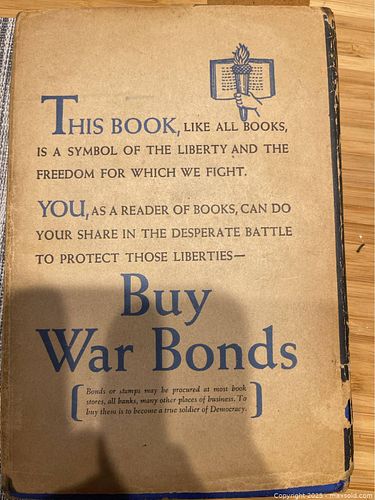 THIS BOOK, LIKE ALL BOOKS,
IS A SYMBOL OF THE LIBERTY AND THE
FREEDOM FOR WHICH WE FIGHT.
YOU, AS A READER OF BOOKS, CAN DO
YOUR SHARE IN THE DESPERATE BATTLE
TO PROTECT THOSE LIBERTIES—
Buy
War Bonds
[Bonds or stamps may be procured at most book
stores, all banks, many other places of business. To
buy them is to become a true soldier of Democracy.]
Copyright 2025 - maxsold.com